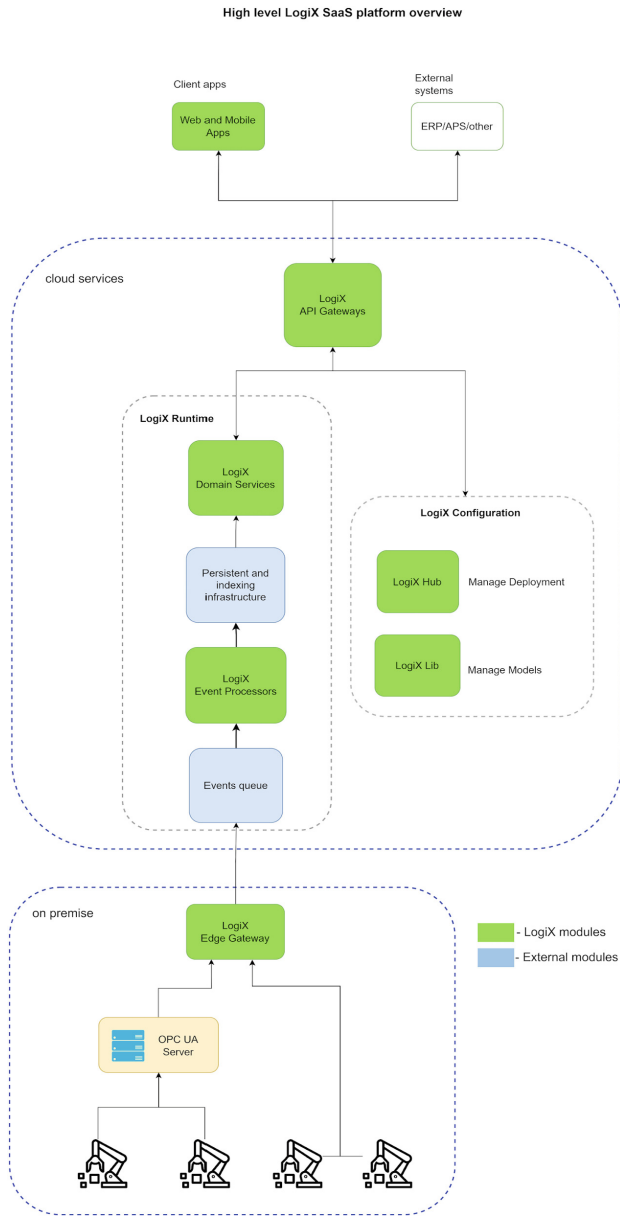 High level LogiX SaaS platform overview
Client apps
External
systems
Web and Mobile
Apps
ERP/APS/other
cloud services
LogiX
API Gateways
LogiX Runtime
LogiX
Domain Services
LogiX Configuration
Persistent and
indexing
infrastructure
LogiX Hub
Manage Deployment
LogiX
Event Processors
LogiX Lib
Manage Models
Events queue
on premise
LogiX
Edge Gateway
- LogiX modules
- External modules
OPC UA
Server